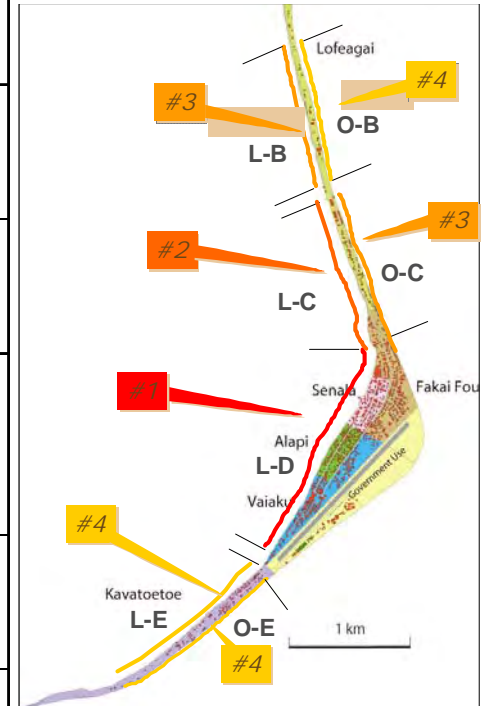 Lofeagai
#4
#3
O-B
L-B
#3
#2
O-C
L-C
#1
Senala
Fakai Fou
Alapi
L-D
Government Use
Vaiaku
#4
Kavatoetoe
L-E
O-E
1 km
#4